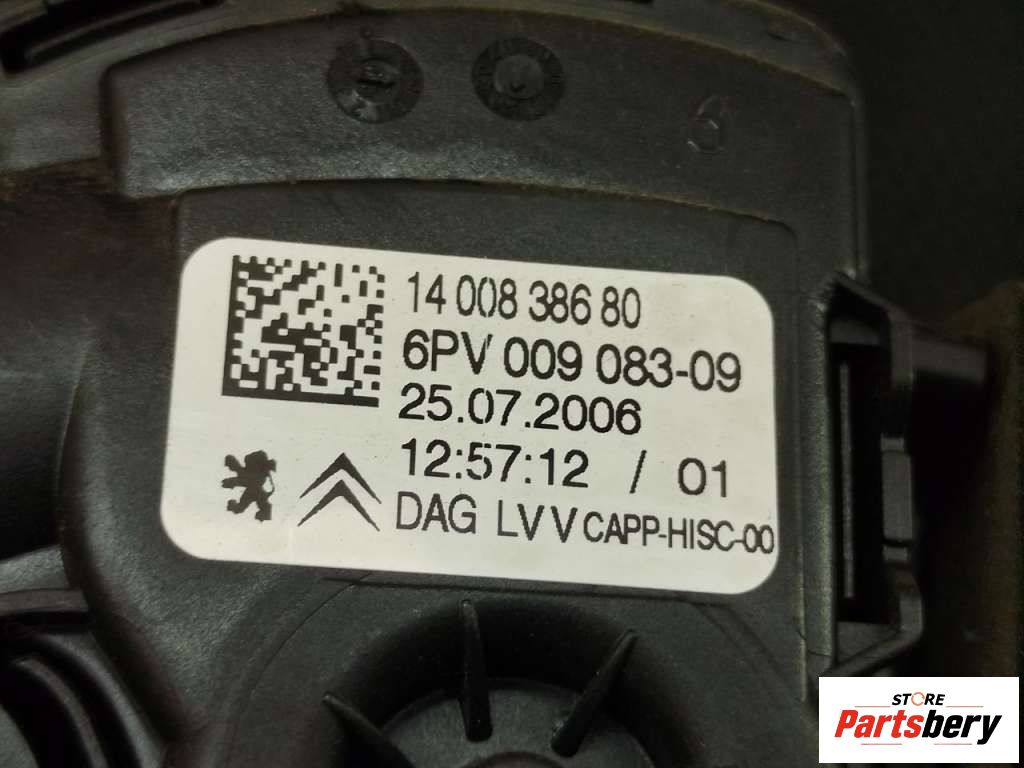 6
14 008 386 80
6PV 009 083-09
25.07.2006
12:57:12 / 01
DAG LVV CAPP-HISC-00
STORE
Partsbery